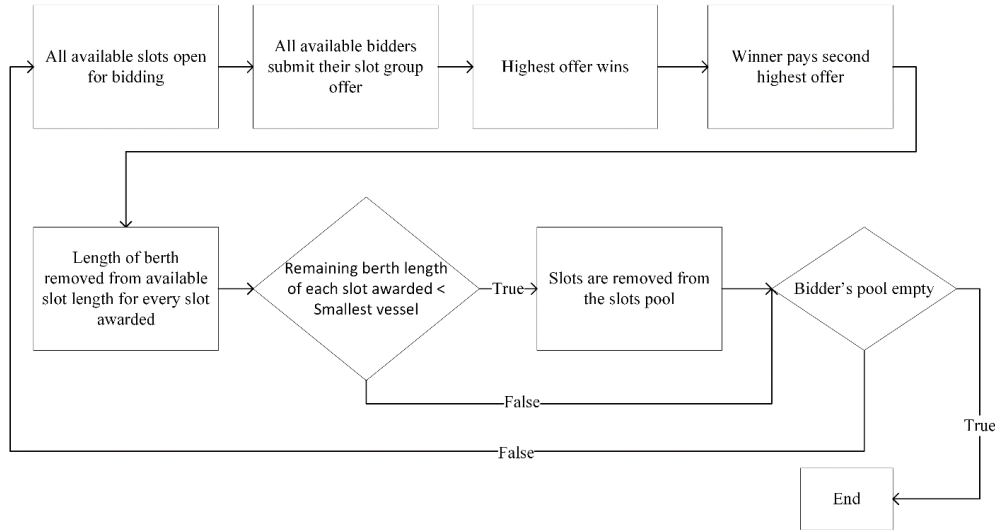 All available slots open
for bidding
All available bidders
submit their slot group
offer
Highest offer wins
Winner pays second
highest offer
Length of berth
removed from available
slot length for every slot
awarded
Remaining berth length
of each slot awarded <
Smallest vessel
True
Slots are removed from
the slots pool
Bidder’s pool empty
False
True
False
End